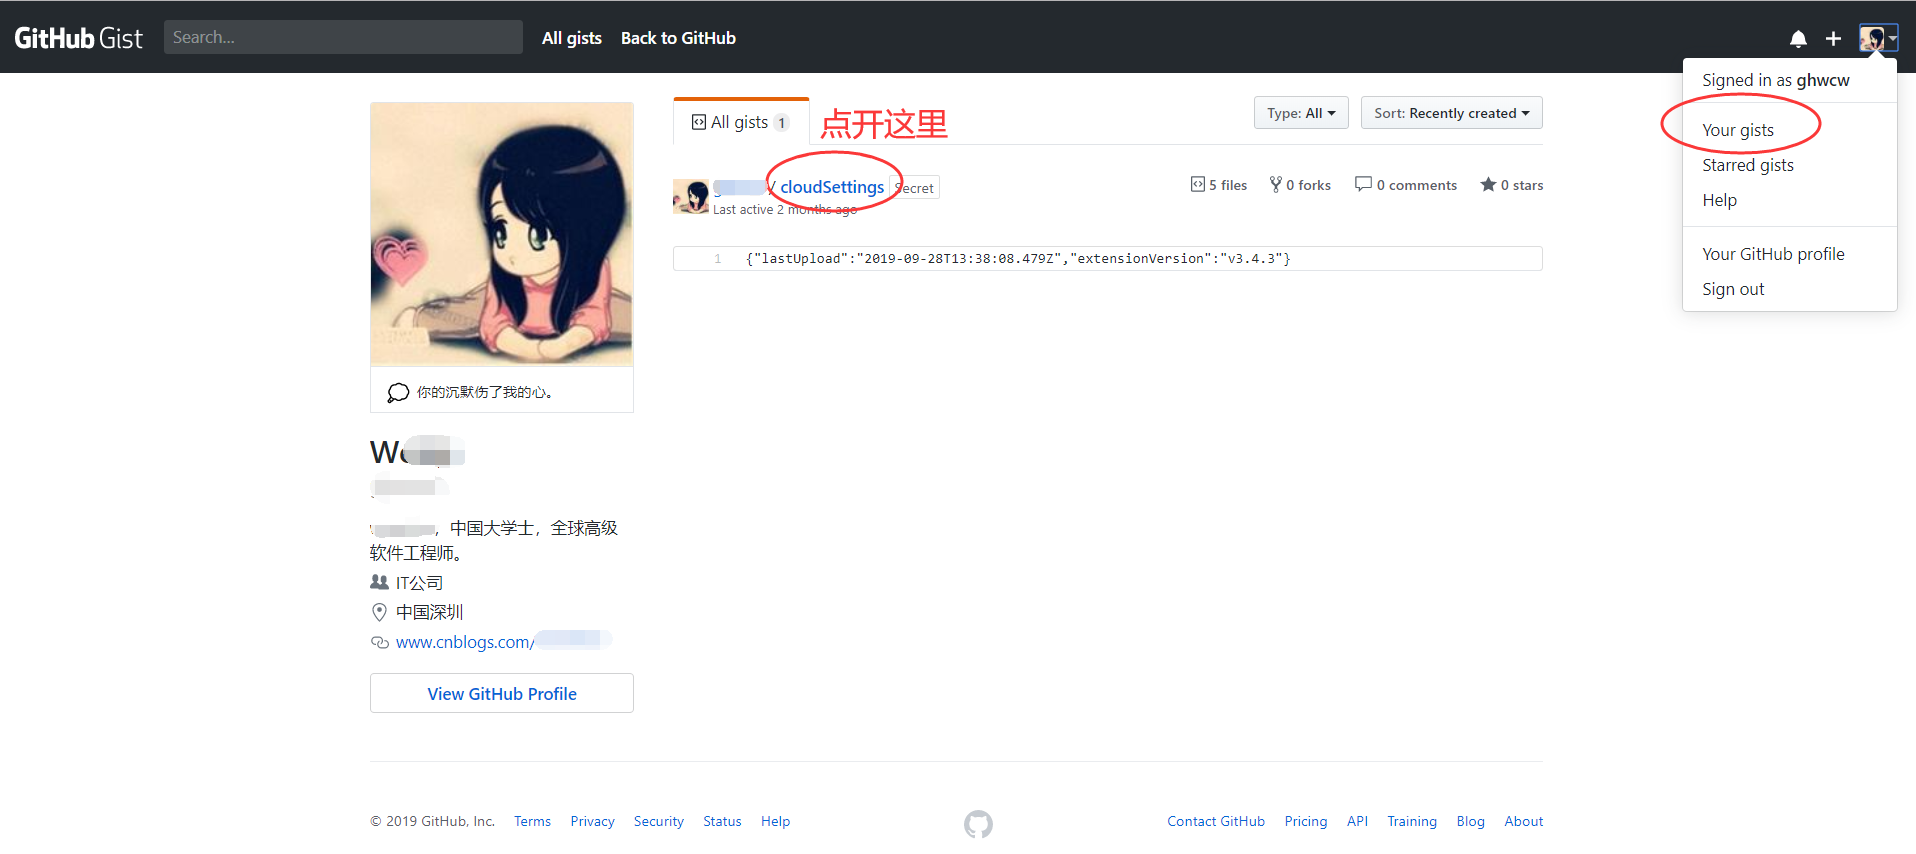 GitHub Gist Search... All gists Back to GitHub
Signed in as ghwcw
Your gists
Starred gists
Help
Your GitHub profile
Sign out
All gists 1 点开这里 Type: All Sort: Recently created
/ cloudSettings Secret 5 files 0 forks 0 comments 0 stars
Last active 2 months ago
1 {"lastUpload":"2019-09-28T13:38:08.479Z","extensionVersion":"v3.4.3"}
你的沉默伤了我的心。
，中国大学士，全球高级
软件工程师。
IT公司
中国深圳
www.cnblogs.com/
View GitHub Profile
© 2019 GitHub, Inc. Terms Privacy Security Status Help Contact GitHub Pricing API Training Blog About